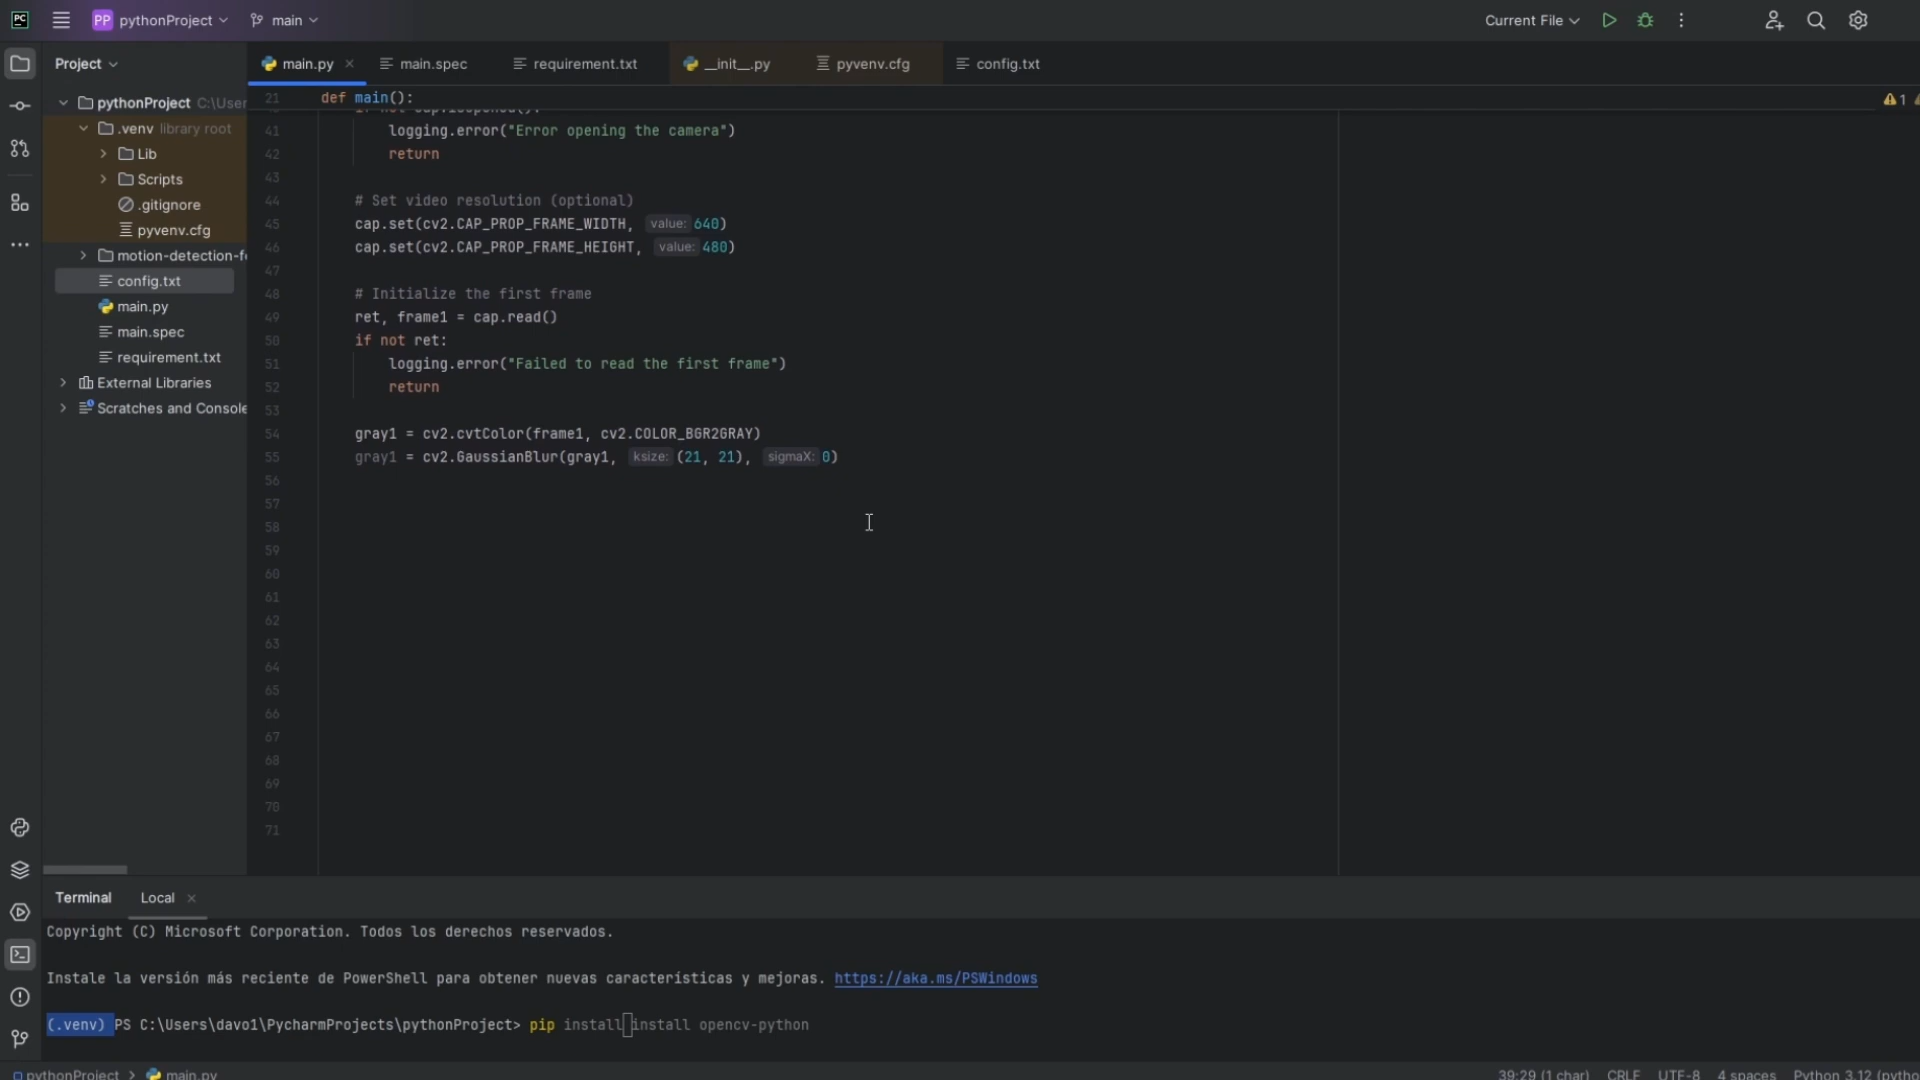 PC PP pythonProject main Current File
Project main.py main.spec requirement.txt __init__.py pyvenv.cfg config.txt
pythonProject C:\User
.venv library root
Lib
Scripts
.gitignore
pyvenv.cfg
motion-detection-f
config.txt
main.py
main.spec
requirement.txt
External Libraries
Scratches and Console
21 def main():
1
41 logging.error("Error opening the camera")
42 return
43
44 # Set video resolution (optional)
45 cap.set(cv2.CAP_PROP_FRAME_WIDTH, value: 640)
46 cap.set(cv2.CAP_PROP_FRAME_HEIGHT, value: 480)
47
48 # Initialize the first frame
49 ret, frame1 = cap.read()
50 if not ret:
51 logging.error("Failed to read the first frame")
52 return
53
54 gray1 = cv2.cvtColor(frame1, cv2.COLOR_BGR2GRAY)
55 gray1 = cv2.GaussianBlur(gray1, ksize: (21, 21), sigmaX: 0)
56
57
58
59
60
61
62
63
64
65
66
67
68
69
70
71
Terminal Local
Copyright (C) Microsoft Corporation. Todos los derechos reservados.
Instale la versión más reciente de PowerShell para obtener nuevas características y mejoras. https://aka.ms/PSWindows
(.venv) PS C:\Users\davo1\PycharmProjects\pythonProject> pip install install opencv-python
pythonProject > main.py 39:29 (1 char) CRLF UTF-8 4 spaces Python 3.12 (pytho